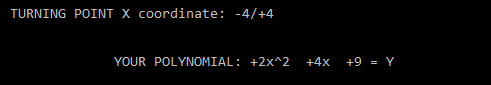 TURNING POINT X coordinate: -4/+4
YOUR POLYNOMIAL: +2x^2  +4x  +9 = Y